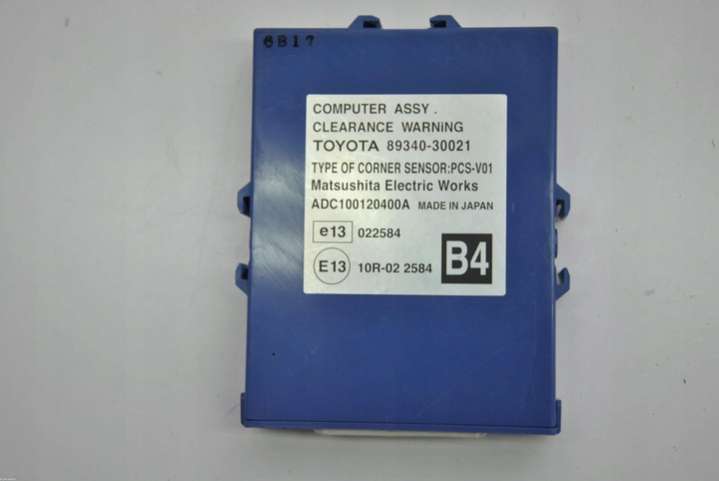 6B17
COMPUTER ASSY .
CLEARANCE WARNING
TOYOTA 89340-30021
TYPE OF CORNER SENSOR:PCS-V01
Matsushita Electric Works
ADC100120400A MADE IN JAPAN
e13 022584
E13 10R-02 2584
B4